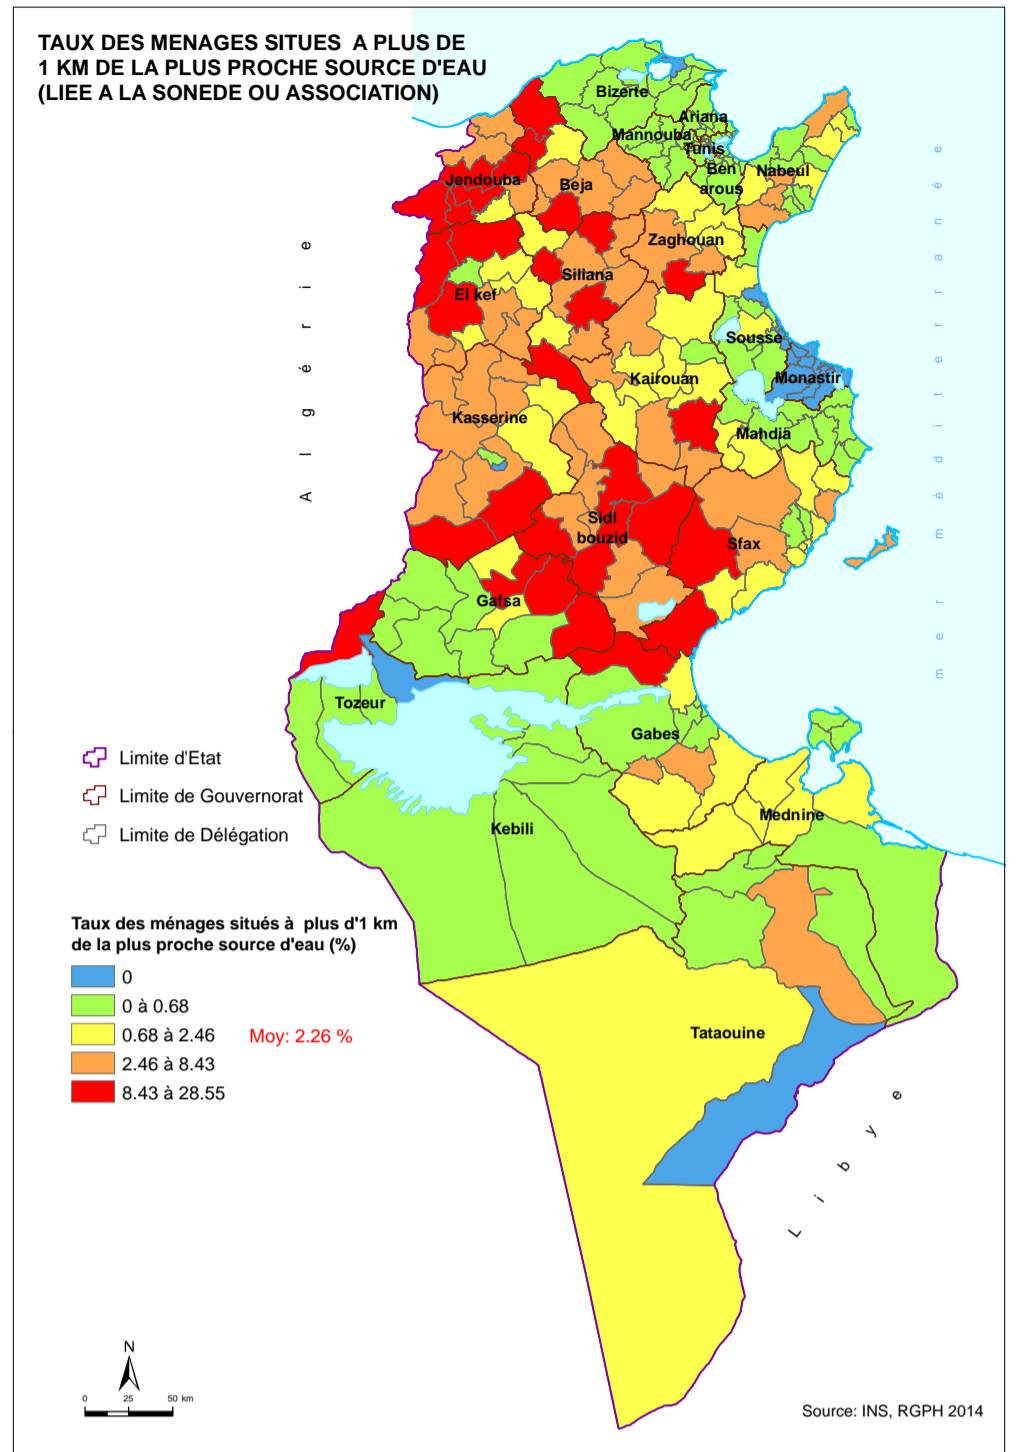 TAUX DES MENAGES SITUES A PLUS DE
1 KM DE LA PLUS PROCHE SOURCE D'EAU
(LIEE A LA SONEDE OU ASSOCIATION)
Bizerte
Ariana
Mannouba
Tunis
Ben
arous
Nabeul
Jendouba
Beja
Zaghouan
Siliana
El kef
Sousse
Monastir
Kairouan
Kasserine
Mahdia
Sidi
bouzid
Sfax
Gafsa
Tozeur
Gabes
Mednine
Kebili
Tataouine
Algérie
mer méditerranée
Libye
Limite d'Etat
Limite de Gouvernorat
Limite de Délégation
Taux des ménages situés à plus d'1 km
de la plus proche source d'eau (%)
0
0 à 0.68
0.68 à 2.46 Moy: 2.26 %
2.46 à 8.43
8.43 à 28.55
N
0 25 50 km
Source: INS, RGPH 2014